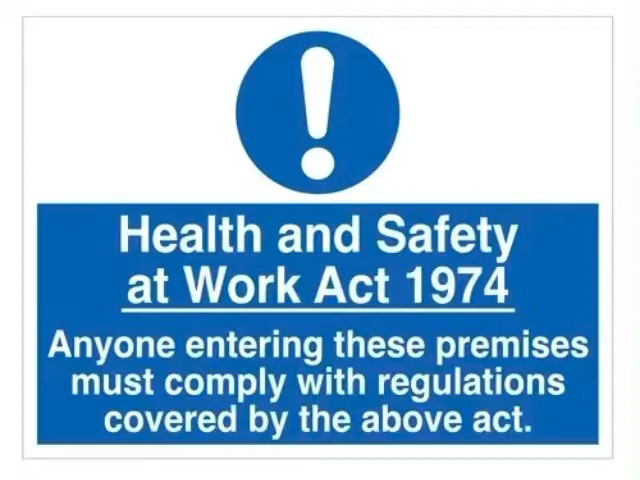 Health and Safety
at Work Act 1974
Anyone entering these premises
must comply with regulations
covered by the above act.